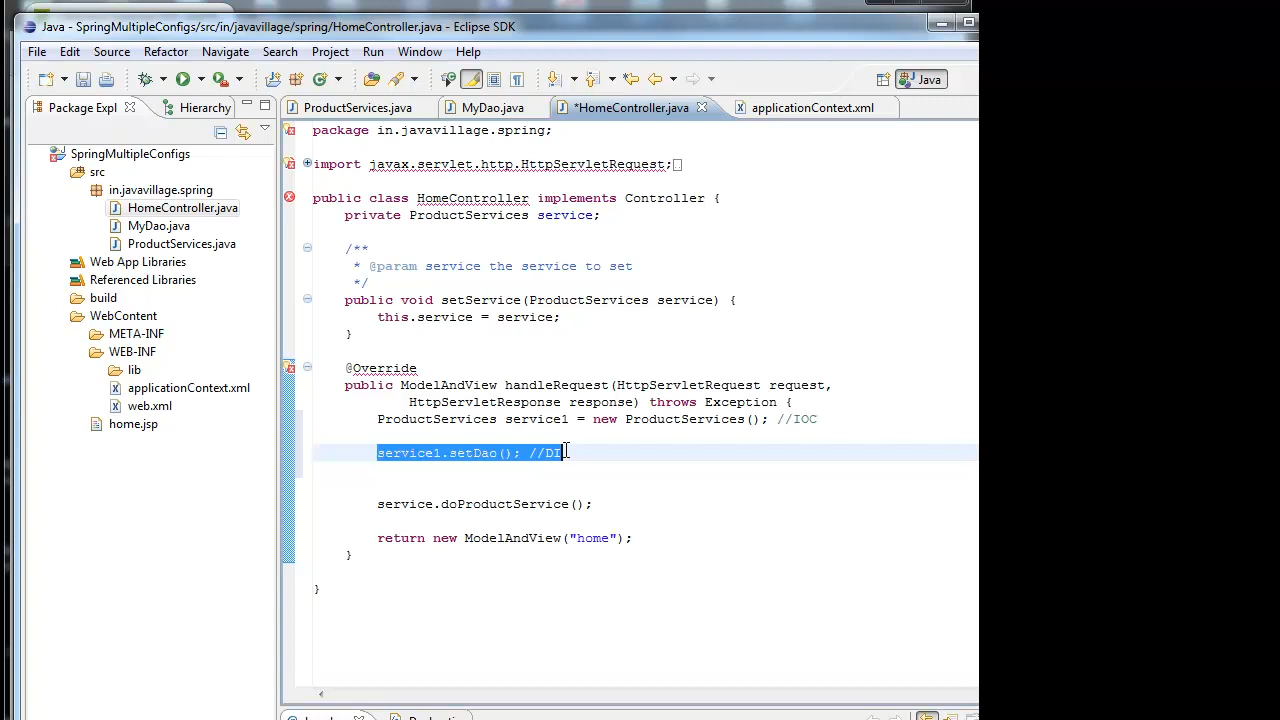 Java - SpringMultipleConfigs/src/in/javavillage/spring/HomeController.java - Eclipse SDK
File Edit Source Refactor Navigate Search Project Run Window Help
Java
Package Expl Hierarchy ProductServices.java MyDao.java *HomeController.java applicationContext.xml
SpringMultipleConfigs
src
in.javavillage.spring
HomeController.java
MyDao.java
ProductServices.java
Web App Libraries
Referenced Libraries
build
WebContent
META-INF
WEB-INF
lib
applicationContext.xml
web.xml
home.jsp
package in.javavillage.spring;
import javax.servlet.http.HttpServletRequest;
public class HomeController implements Controller {
private ProductServices service;
/**
* @param service the service to set
*/
public void setService(ProductServices service) {
this.service = service;
}
@Override
public ModelAndView handleRequest(HttpServletRequest request,
HttpServletResponse response) throws Exception {
ProductServices service1 = new ProductServices(); //IOC
service1.setDao(); //DI
service.doProductService();
return new ModelAndView("home");
}
}